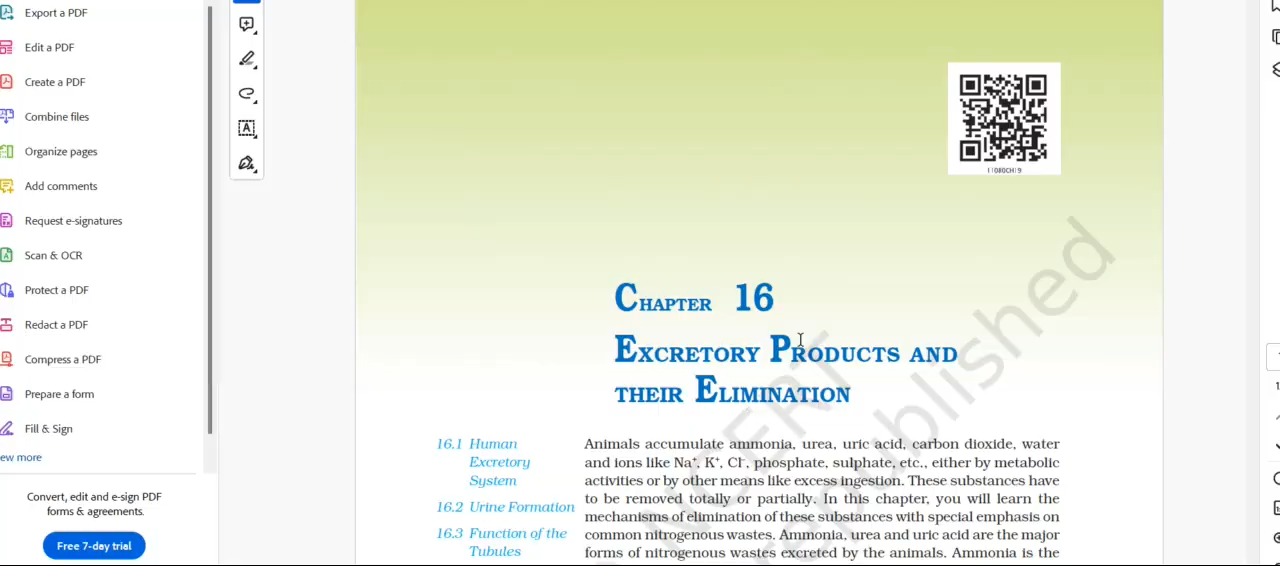 Export a PDF
Edit a PDF
Create a PDF
Combine files
Organize pages
Add comments
Request e-signatures
Scan & OCR
Protect a PDF
Redact a PDF
Compress a PDF
Prepare a form
Fill & Sign
ew more
Convert, edit and e-sign PDF
forms & agreements.
Free 7-day trial
11080CH19
CHAPTER 16
EXCRETORY PRODUCTS AND
THEIR ELIMINATION
16.1 Human
Excretory
System
16.2 Urine Formation
16.3 Function of the
Tubules
Animals accumulate ammonia, urea, uric acid, carbon dioxide, water
and ions like Na⁺, K⁺, Cl⁻, phosphate, sulphate, etc., either by metabolic
activities or by other means like excess ingestion. These substances have
to be removed totally or partially. In this chapter, you will learn the
mechanisms of elimination of these substances with special emphasis on
common nitrogenous wastes. Ammonia, urea and uric acid are the major
forms of nitrogenous wastes excreted by the animals. Ammonia is the
NCERT
republished